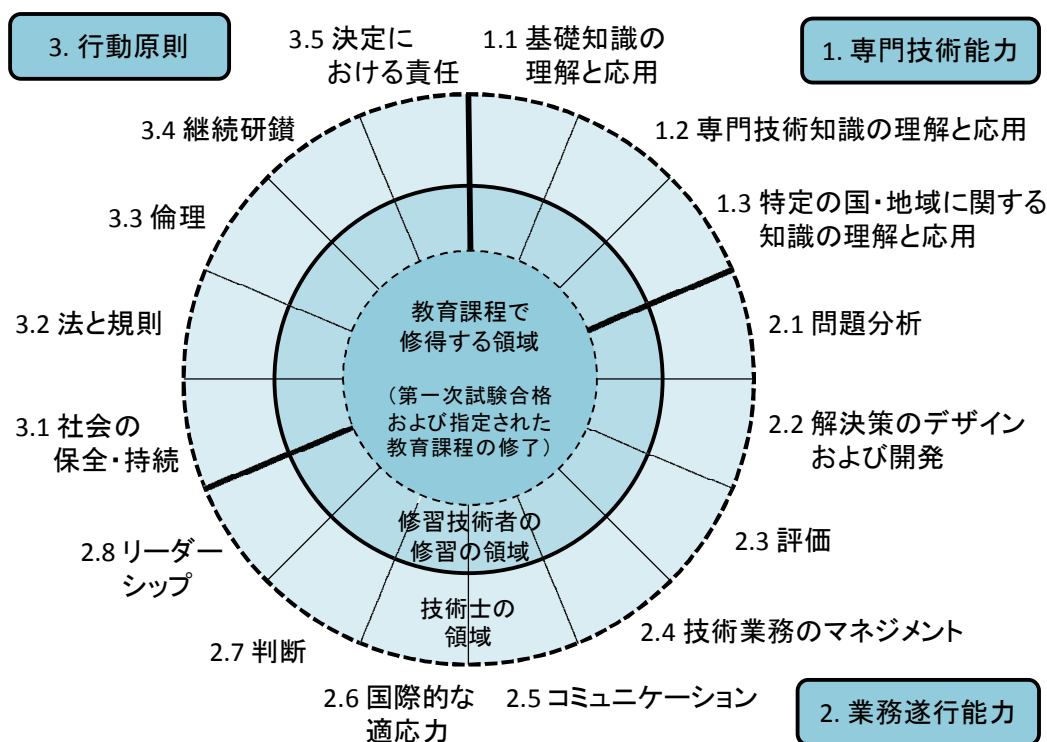 3. 行動原則
3.5 決定に
おける責任
1.1 基礎知識の
理解と応用
1. 専門技術能力
3.4 継続研鑚
1.2 専門技術知識の理解と応用
3.3 倫理
1.3 特定の国・地域に関する
知識の理解と応用
3.2 法と規則
2.1 問題分析
教育課程で
修得する領域
(第一次試験合格
および指定された
教育課程の修了)
3.1 社会の
保全・持続
2.2 解決策のデザイン
および開発
修習技術者の
修習の領域
2.8 リーダー
シップ
2.3 評価
技術士の
領域
2.7 判断
2.4 技術業務のマネジメント
2.6 国際的な
適応力
2.5 コミュニケーション
2. 業務遂行能力